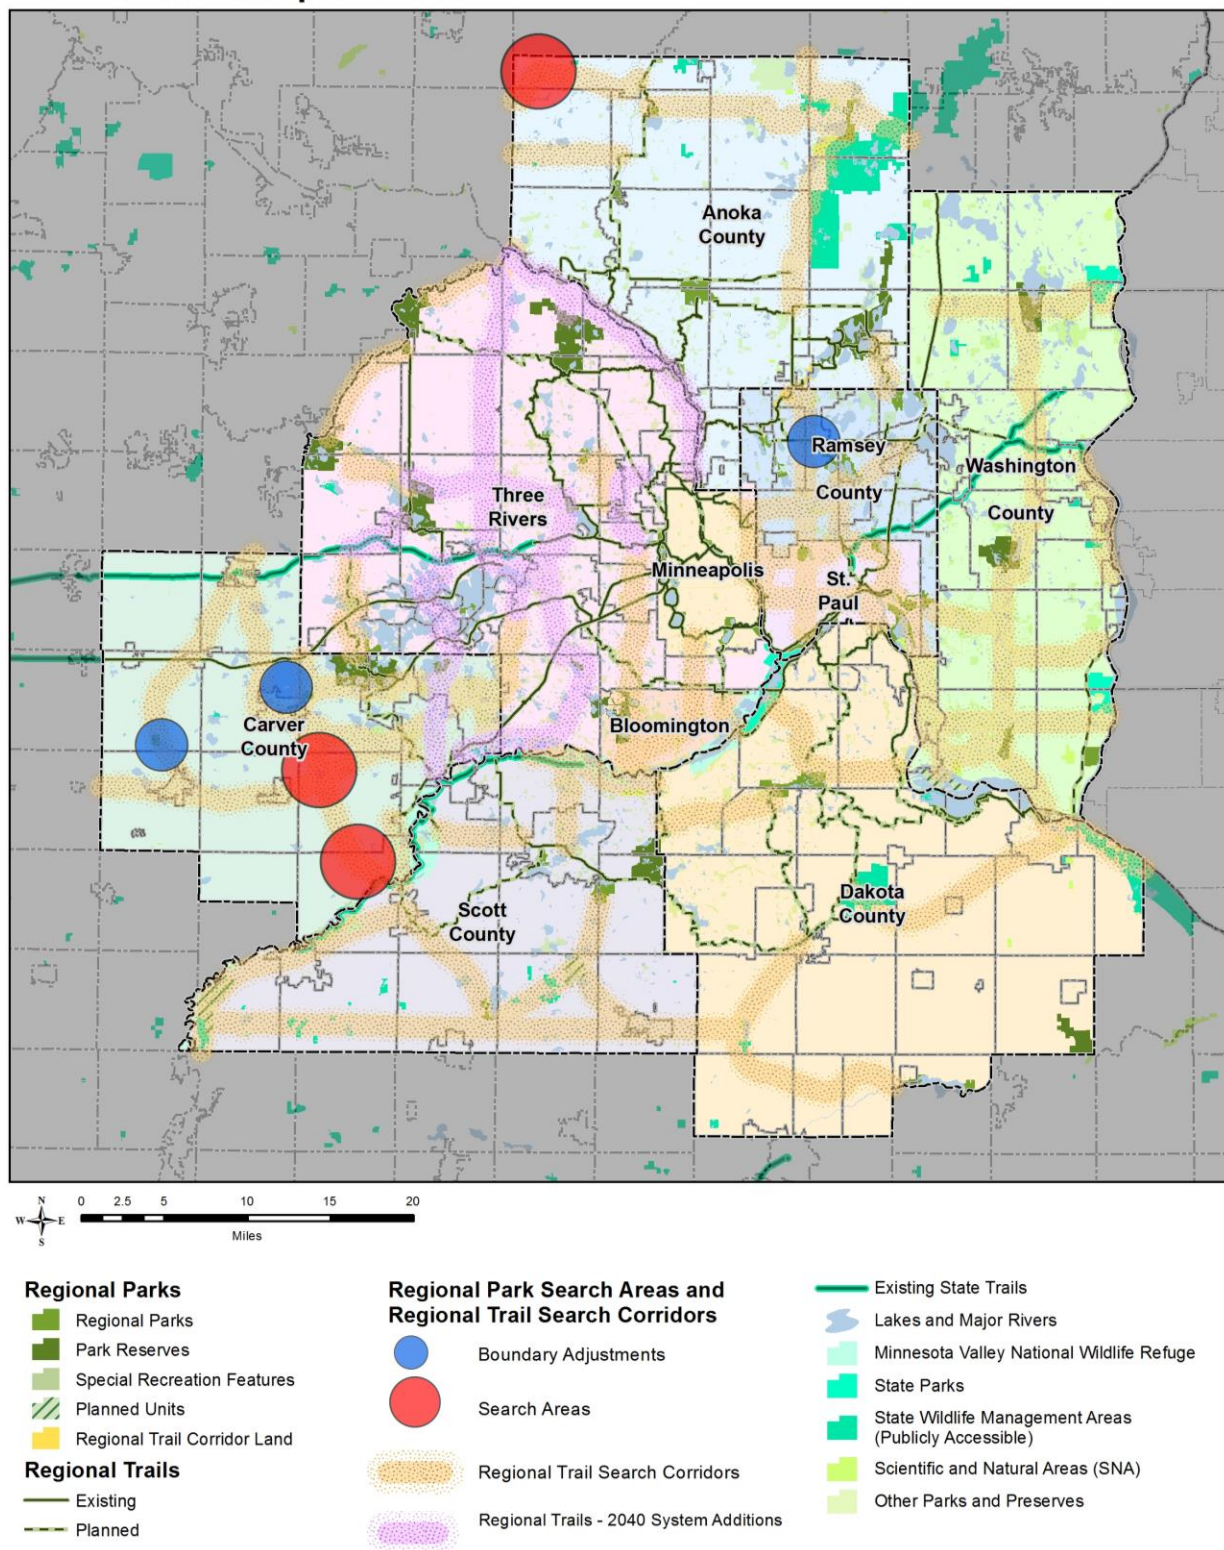 Anoka
County
Ramsey
County
Washington
County
Three
Rivers
Minneapolis
St.
Paul
Carver
County
Bloomington
Scott
County
Dakota
County
N
W E
S
0 2.5 5 10 15 20
Miles
Regional Parks
Regional Parks
Park Reserves
Special Recreation Features
Planned Units
Regional Trail Corridor Land
Regional Trails
Existing
Planned
Regional Park Search Areas and
Regional Trail Search Corridors
Boundary Adjustments
Search Areas
Regional Trail Search Corridors
Regional Trails - 2040 System Additions
Existing State Trails
Lakes and Major Rivers
Minnesota Valley National Wildlife Refuge
State Parks
State Wildlife Management Areas
(Publicly Accessible)
Scientific and Natural Areas (SNA)
Other Parks and Preserves